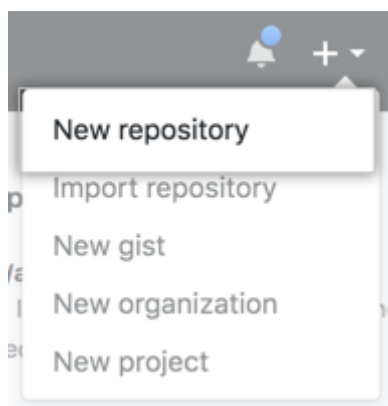 New repository
Import repository
New gist
New organization
New project